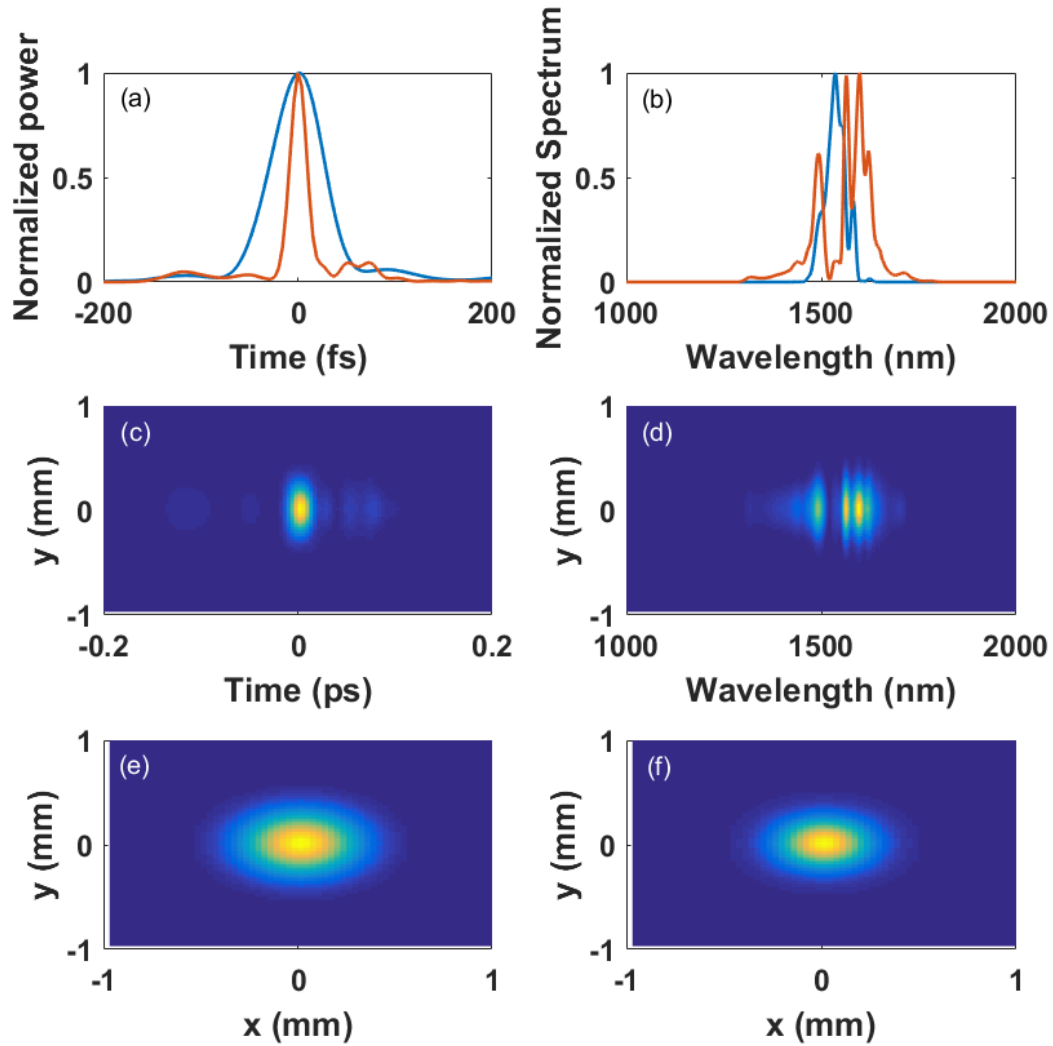 Normalized power
(a)
1
0.5
0
-200
0
200
Time (fs)
Normalized Spectrum
(b)
1
0.5
0
1000
1500
2000
Wavelength (nm)
y (mm)
(c)
1
0
-1
-0.2
0
0.2
Time (ps)
y (mm)
(d)
1
0
-1
1000
1500
2000
Wavelength (nm)
y (mm)
(e)
1
0
-1
-1
0
1
x (mm)
y (mm)
(f)
1
0
-1
-1
0
1
x (mm)